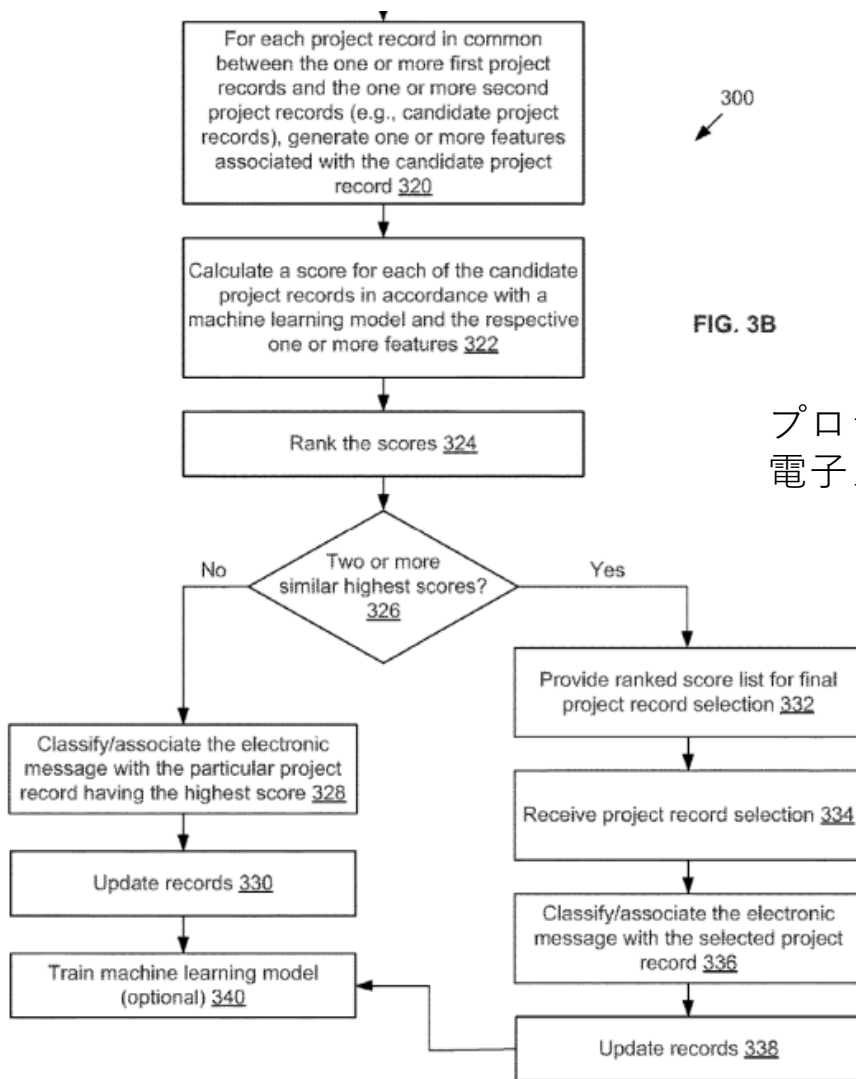 For each project record in common
between the one or more first project
records and the one or more second
project records (e.g., candidate project
records), generate one or more features
associated with the candidate project
record 320
300
Calculate a score for each of the candidate
project records in accordance with a
machine learning model and the respective
one or more features 322
FIG. 3B
プロ
電子
Rank the scores 324
Two or more
similar highest scores?
326
No
Yes
Provide ranked score list for final
project record selection 332
Classify/associate the electronic
message with the particular project
record having the highest score 328
Receive project record selection 334
Update records 330
Classify/associate the electronic
message with the selected project
record 336
Train machine learning model
(optional) 340
Update records 338